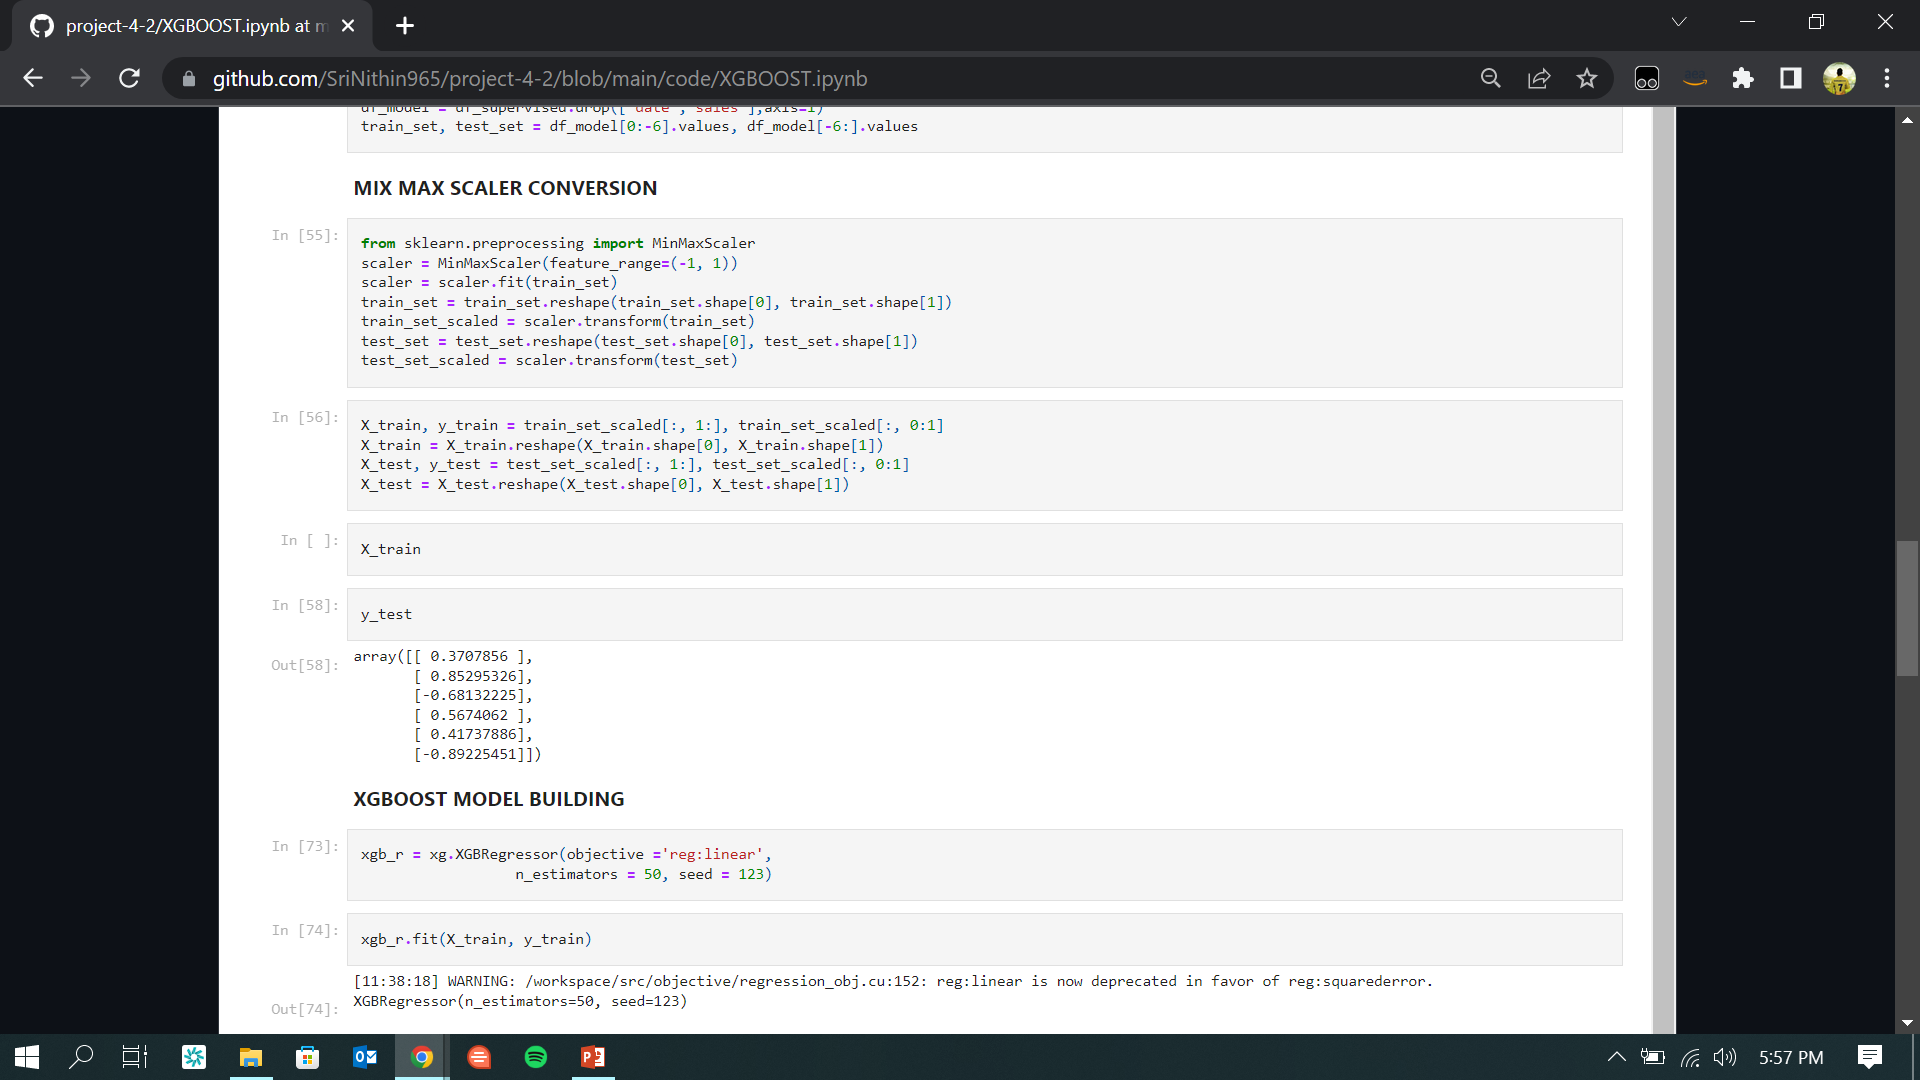 project-4-2/XGBOOST.ipynb at m
github.com/SriNithin965/project-4-2/blob/main/code/XGBOOST.ipynb
df_model = df_supervised.drop(['date','sales'],axis=1)
train_set, test_set = df_model[0:-6].values, df_model[-6:].values
MIX MAX SCALER CONVERSION
In [55]:
from sklearn.preprocessing import MinMaxScaler
scaler = MinMaxScaler(feature_range=(-1, 1))
scaler = scaler.fit(train_set)
train_set = train_set.reshape(train_set.shape[0], train_set.shape[1])
train_set_scaled = scaler.transform(train_set)
test_set = test_set.reshape(test_set.shape[0], test_set.shape[1])
test_set_scaled = scaler.transform(test_set)
In [56]:
X_train, y_train = train_set_scaled[:, 1:], train_set_scaled[:, 0:1]
X_train = X_train.reshape(X_train.shape[0], X_train.shape[1])
X_test, y_test = test_set_scaled[:, 1:], test_set_scaled[:, 0:1]
X_test = X_test.reshape(X_test.shape[0], X_test.shape[1])
In [ ]:
X_train
In [58]:
y_test
Out[58]:
array([[ 0.3707856 ],
[ 0.85295326],
[-0.68132225],
[ 0.5674062 ],
[ 0.41737886],
[-0.89225451]])
XGBOOST MODEL BUILDING
In [73]:
xgb_r = xg.XGBRegressor(objective ='reg:linear',
n_estimators = 50, seed = 123)
In [74]:
xgb_r.fit(X_train, y_train)
[11:38:18] WARNING: /workspace/src/objective/regression_obj.cu:152: reg:linear is now deprecated in favor of reg:squarederror.
Out[74]:
XGBRegressor(n_estimators=50, seed=123)
5:57 PM